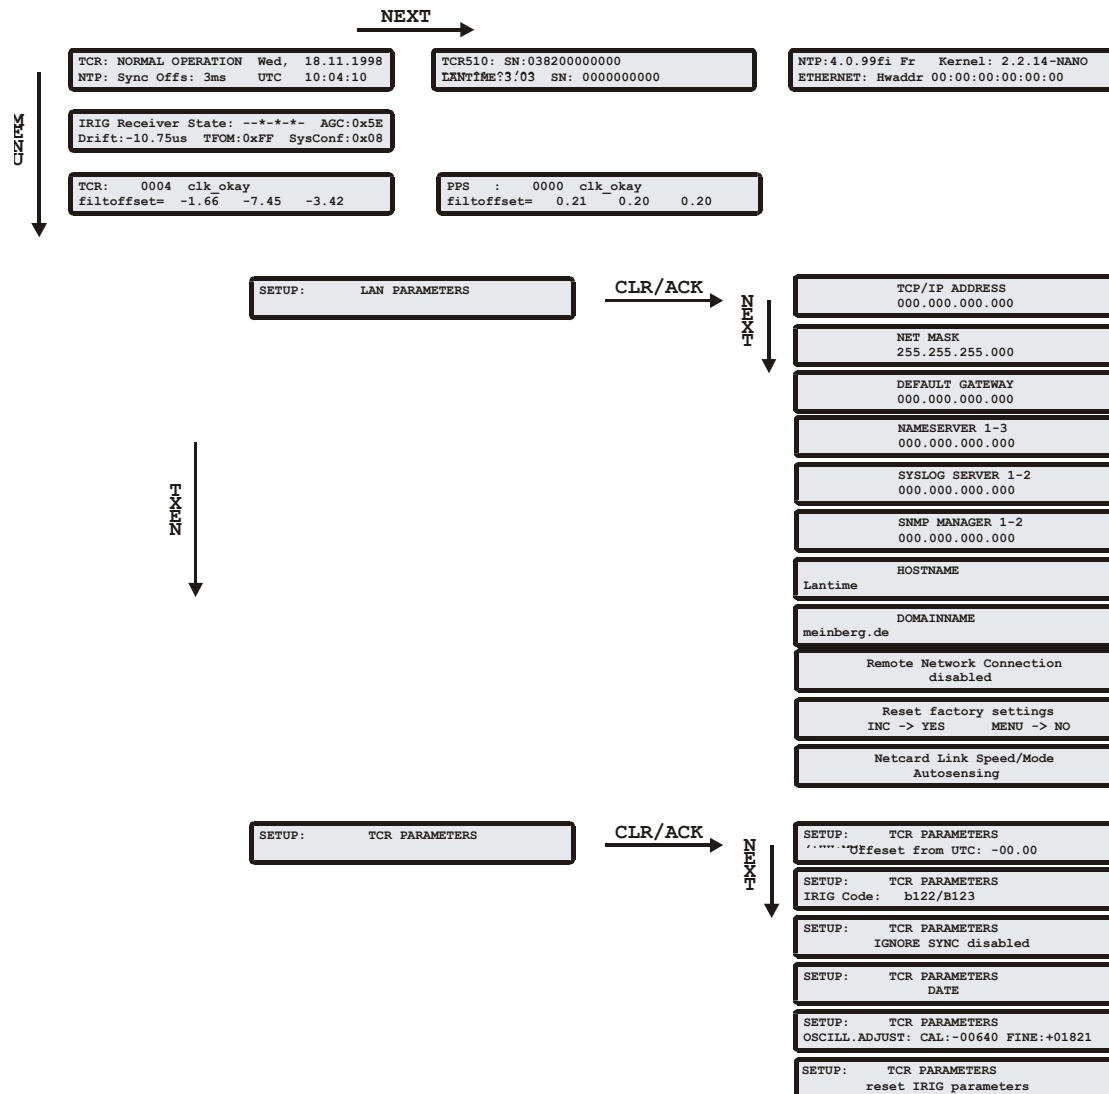 NEXT
TCR: NORMAL OPERATION Wed, 18.11.1998
NTP: Sync Offs: 3ms UTC 10:04:10
TCR510: SN:038200000000
LANTIME:3.03 SN: 0000000000
NTP:4.0.99fi Fr Kernel: 2.2.14-NANO
ETHERNET: Hwaddr 00:00:00:00:00:00
MENU
IRIG Receiver State: --*-*-*- AGC:0x5E
Drift:-10.75us TFOM:0xFF SysConf:0x08
TCR: 0004 clk_okay
filtoffset= -1.66 -7.45 -3.42
PPS : 0000 clk_okay
filtoffset= 0.21 0.20 0.20
SETUP: LAN PARAMETERS
CLR/ACK
NEXT
TCP/IP ADDRESS
000.000.000.000
NET MASK
255.255.255.000
DEFAULT GATEWAY
000.000.000.000
NAMESERVER 1-3
000.000.000.000
SYSLOG SERVER 1-2
000.000.000.000
SNMP MANAGER 1-2
000.000.000.000
HOSTNAME
Lantime
DOMAINNAME
meinberg.de
Remote Network Connection
disabled
Reset factory settings
INC -> YES MENU -> NO
Netcard Link Speed/Mode
Autosensing
NEXT
SETUP: TCR PARAMETERS
CLR/ACK
NEXT
SETUP: TCR PARAMETERS
Offeset from UTC: -00.00
SETUP: TCR PARAMETERS
IRIG Code: b122/B123
SETUP: TCR PARAMETERS
IGNORE SYNC disabled
SETUP: TCR PARAMETERS
DATE
SETUP: TCR PARAMETERS
OSCILL.ADJUST: CAL:-00640 FINE:+01821
SETUP: TCR PARAMETERS
reset IRIG parameters